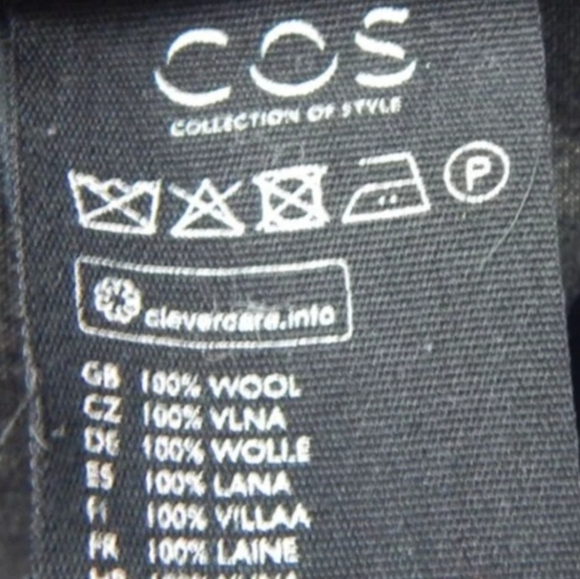 COS
COLLECTION OF STYLE
P
clevercare.info
GB 100% WOOL
CZ 100% VLNA
DE 100% WOLLE
ES 100% LANA
FI 100% VILLAA
FR 100% LAINE